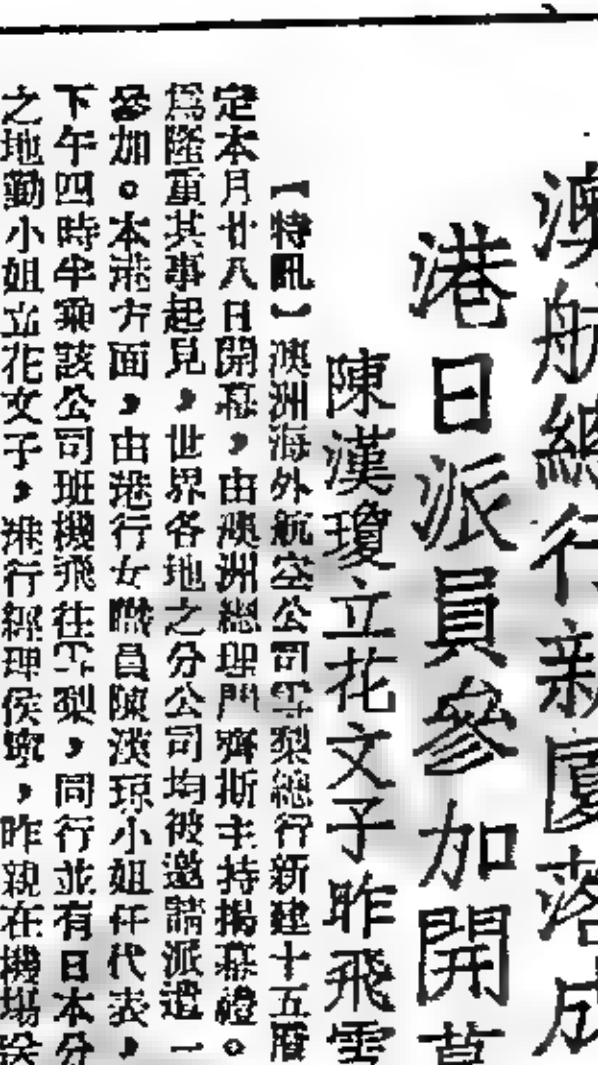 澳航總行新廈落成
港日派員參加開幕
陳漢瓊立花文子昨飛雪
【特訊】澳洲海外航空公司雪梨總行新建十五層
定本月廿八日開幕，由澳洲總理門齊斯主持揭幕禮。
爲隆重其事起見，世界各地之分公司均被邀請派遣一
參加。本港方面，由港行女職員陳漢琼小姐任代表，
下午四時半乘該公司班機飛往雪梨，同行並有日本分
之地勤小姐立花文子，港行經理侯，昨親在機場送